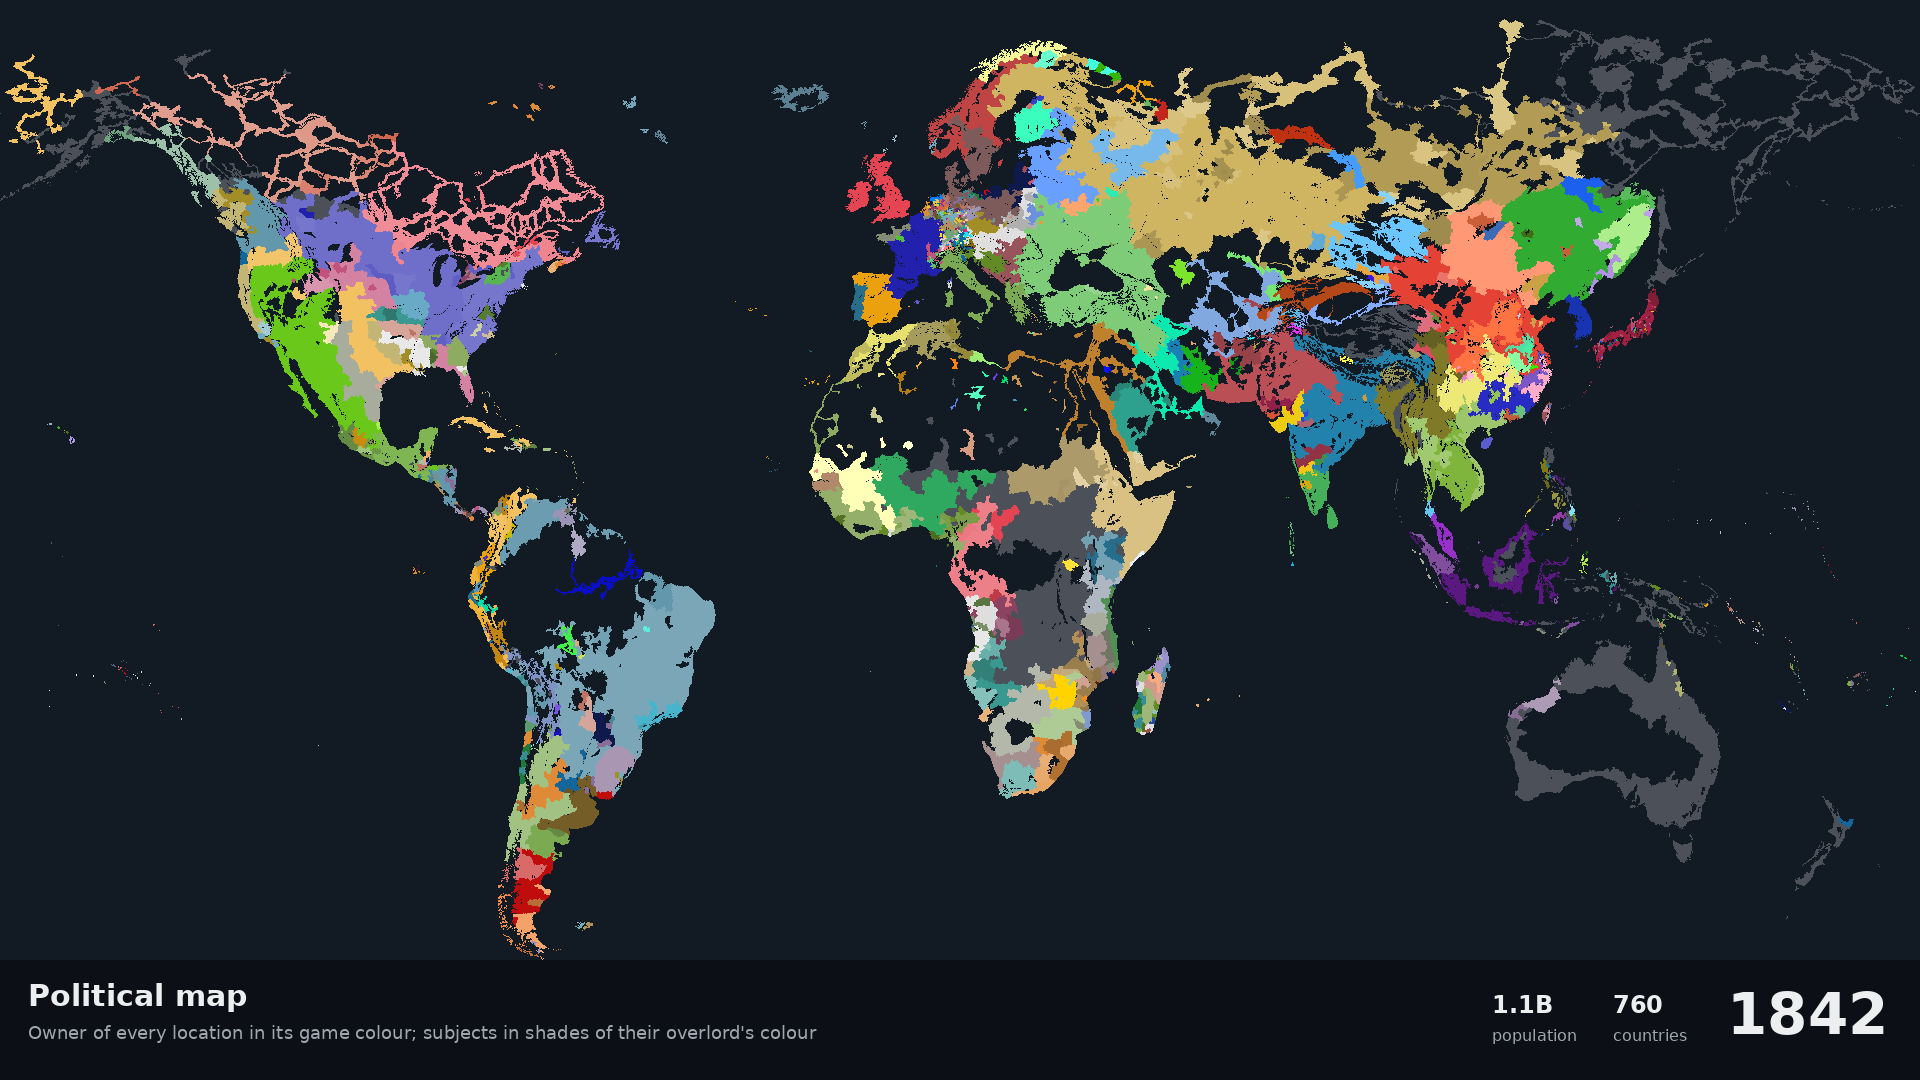 Political map
Owner of every location in its game colour; subjects in shades of their overlord's colour
1.1B
population
760
countries
1842